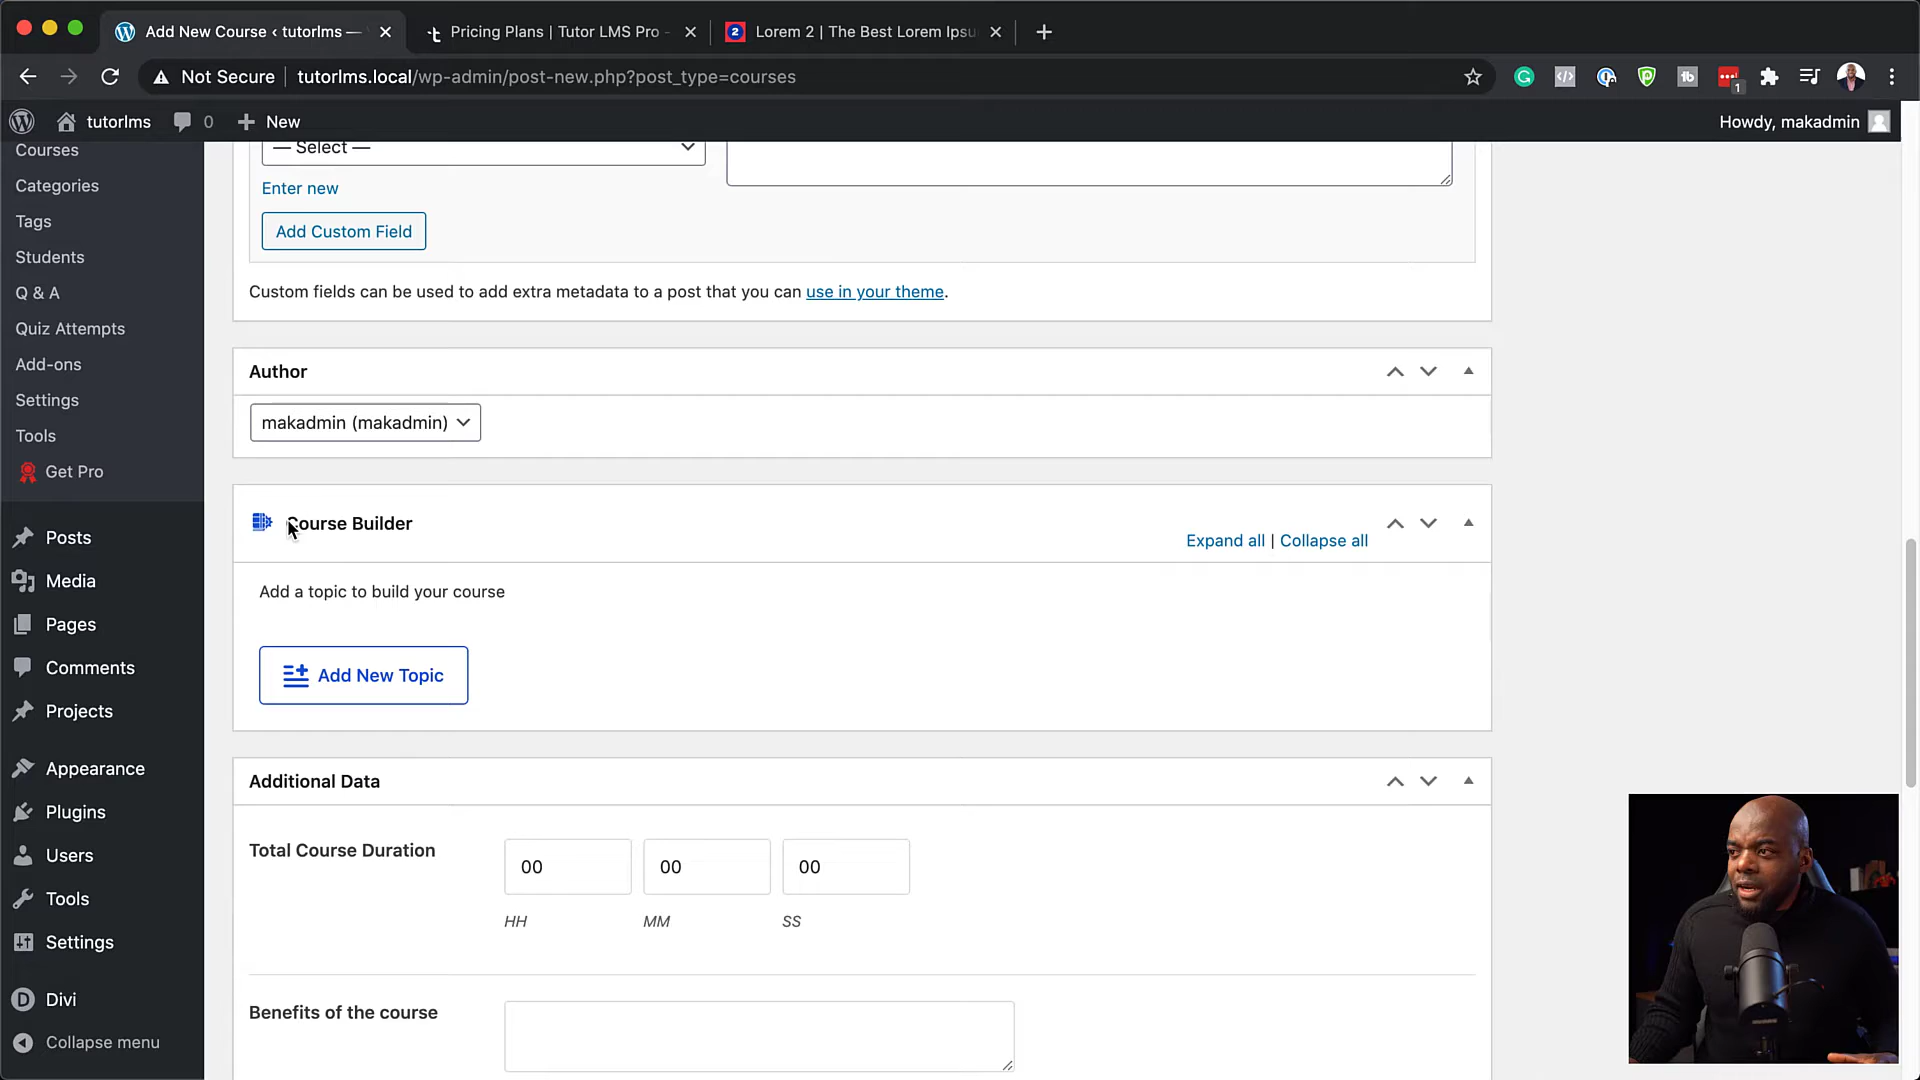 Add New Course ‹ tutorlms —
Pricing Plans | Tutor LMS Pro -
2 Lorem 2 | The Best Lorem Ipsu
Not Secure tutorlms.local/wp-admin/post-new.php?post_type=courses
1
tutorlms 0 New Howdy, makadmin
Courses
Categories
Tags
Students
Q & A
Quiz Attempts
Add-ons
Settings
Tools
Get Pro
Posts
Media
Pages
Comments
Projects
Appearance
Plugins
Users
Tools
Settings
Divi
Collapse menu
— Select —
Enter new
Add Custom Field
Custom fields can be used to add extra metadata to a post that you can use in your theme.
Author
makadmin (makadmin)
Course Builder
Expand all | Collapse all
Add a topic to build your course
Add New Topic
Additional Data
Total Course Duration
00 00 00
HH MM SS
Benefits of the course